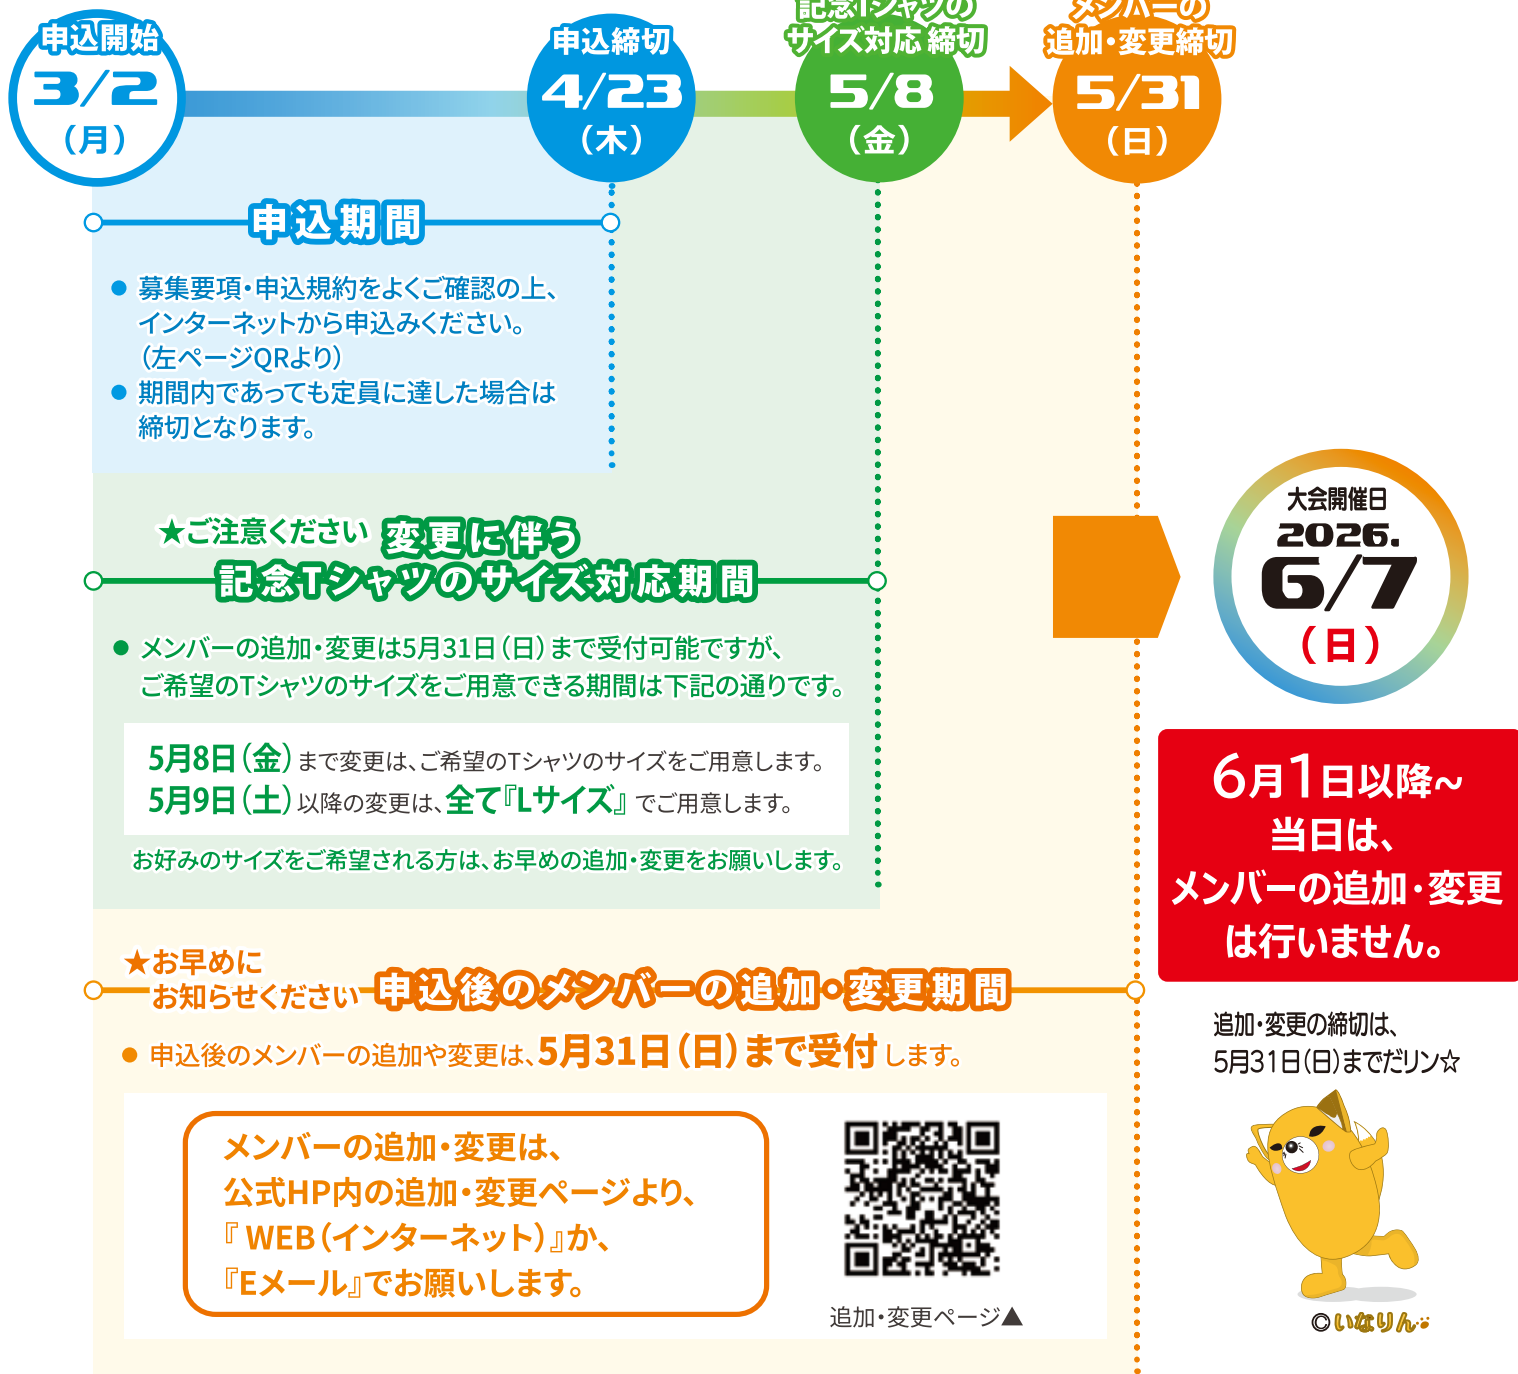 申込開始
3/2
（月）
申込締切
4/23
（木）
記念Tシャツの
サイズ対応 締切
5/8
（金）
メンバーの
追加・変更締切
5/31
（日）
申込期間
● 募集要項・申込規約をよくご確認の上、
インターネットから申込みください。
（左ページQRより）
● 期間内であっても定員に達した場合は
締切となります。
★ご注意ください 変更に伴う
記念Tシャツのサイズ対応期間
● メンバーの追加・変更は5月31日（日）まで受付可能ですが、
ご希望のTシャツのサイズをご用意できる期間は下記の通りです。
5月8日（金）まで変更は、ご希望のTシャツのサイズをご用意します。
5月9日（土）以降の変更は、全て『Lサイズ』でご用意します。
お好みのサイズをご希望される方は、お早めの追加・変更をお願いします。
大会開催日
2026.
6/7
（日）
6月1日以降~
当日は、
メンバーの追加・変更
は行いません。
★お早めに
お知らせください 申込後のメンバーの追加・変更期間
● 申込後のメンバーの追加や変更は、5月31日（日）まで受付します。
メンバーの追加・変更は、
公式HP内の追加・変更ページより、
『WEB（インターネット）』か、
『Eメール』でお願いします。
追加・変更ページ▲
追加・変更の締切は、
5月31日（日）までだリン☆
©いなりん